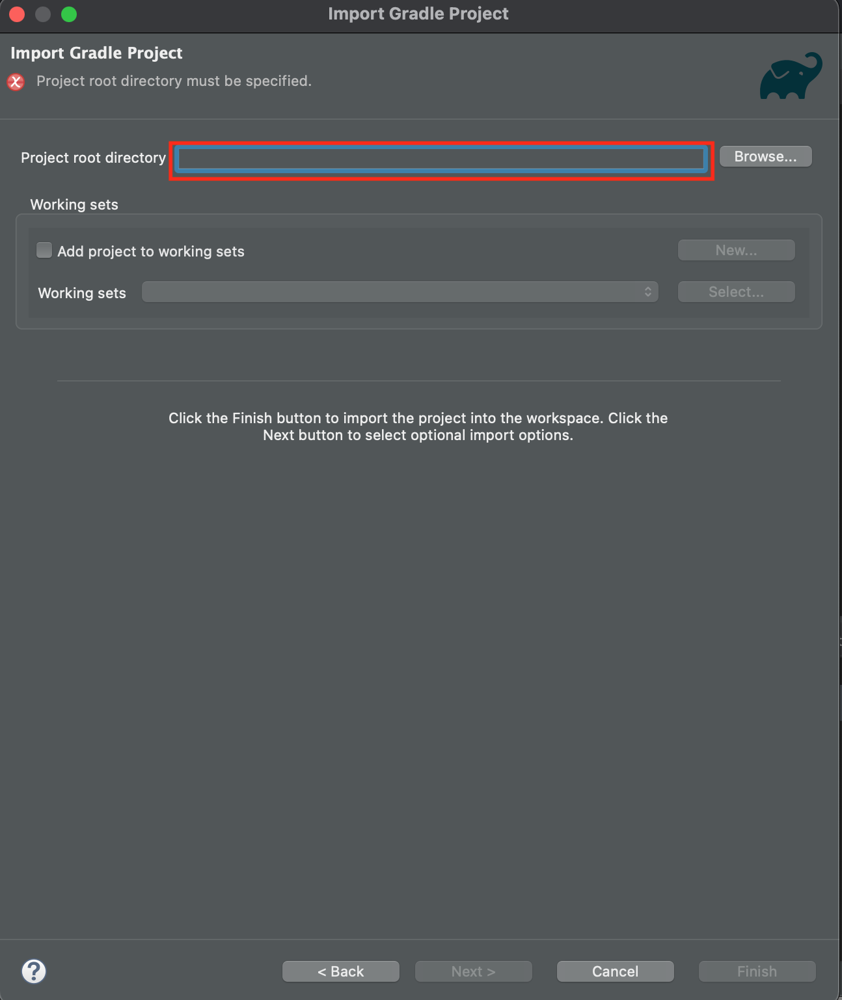 Import Gradle Project
Import Gradle Project
Project root directory must be specified.
Project root directory
Browse...
Working sets
Add project to working sets
New...
Working sets
Select...
Click the Finish button to import the project into the workspace. Click the
Next button to select optional import options.
?
< Back
Next >
Cancel
Finish